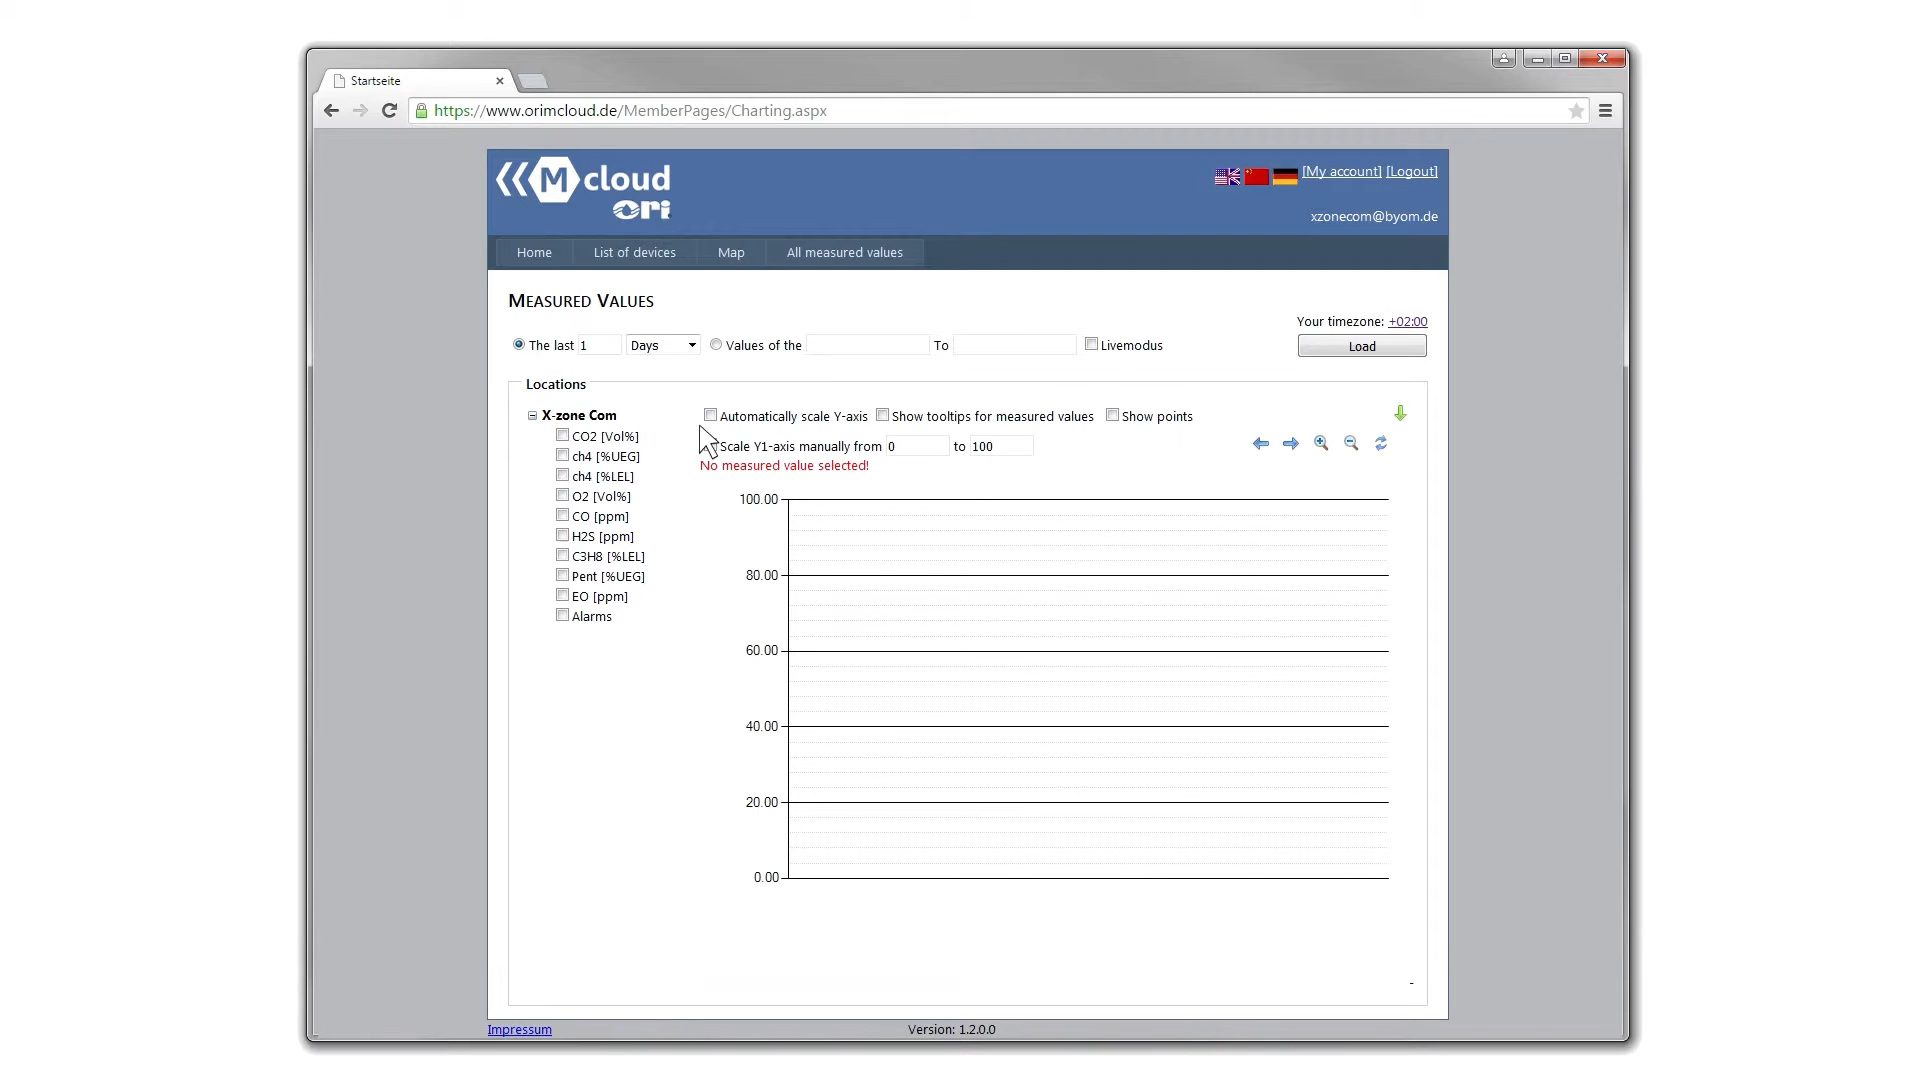 Startseite
https://www.orimcloud.de/MemberPages/Charting.aspx
M cloud
ori
[My account] [Logout]
xzonecom@byom.de
Home List of devices Map All measured values
Measured Values
Your timezone: +02:00
The last 1 Days Values of the To Livemodus
Load
Locations
X-zone Com
CO2 [Vol%]
ch4 [%UEG]
ch4 [%LEL]
O2 [Vol%]
CO [ppm]
H2S [ppm]
C3H8 [%LEL]
Pent [%UEG]
EO [ppm]
Alarms
Automatically scale Y-axis Show tooltips for measured values Show points
Scale Y1-axis manually from 0 to 100
No measured value selected!
100.00
80.00
60.00
40.00
20.00
0.00
-
Impressum
Version: 1.2.0.0